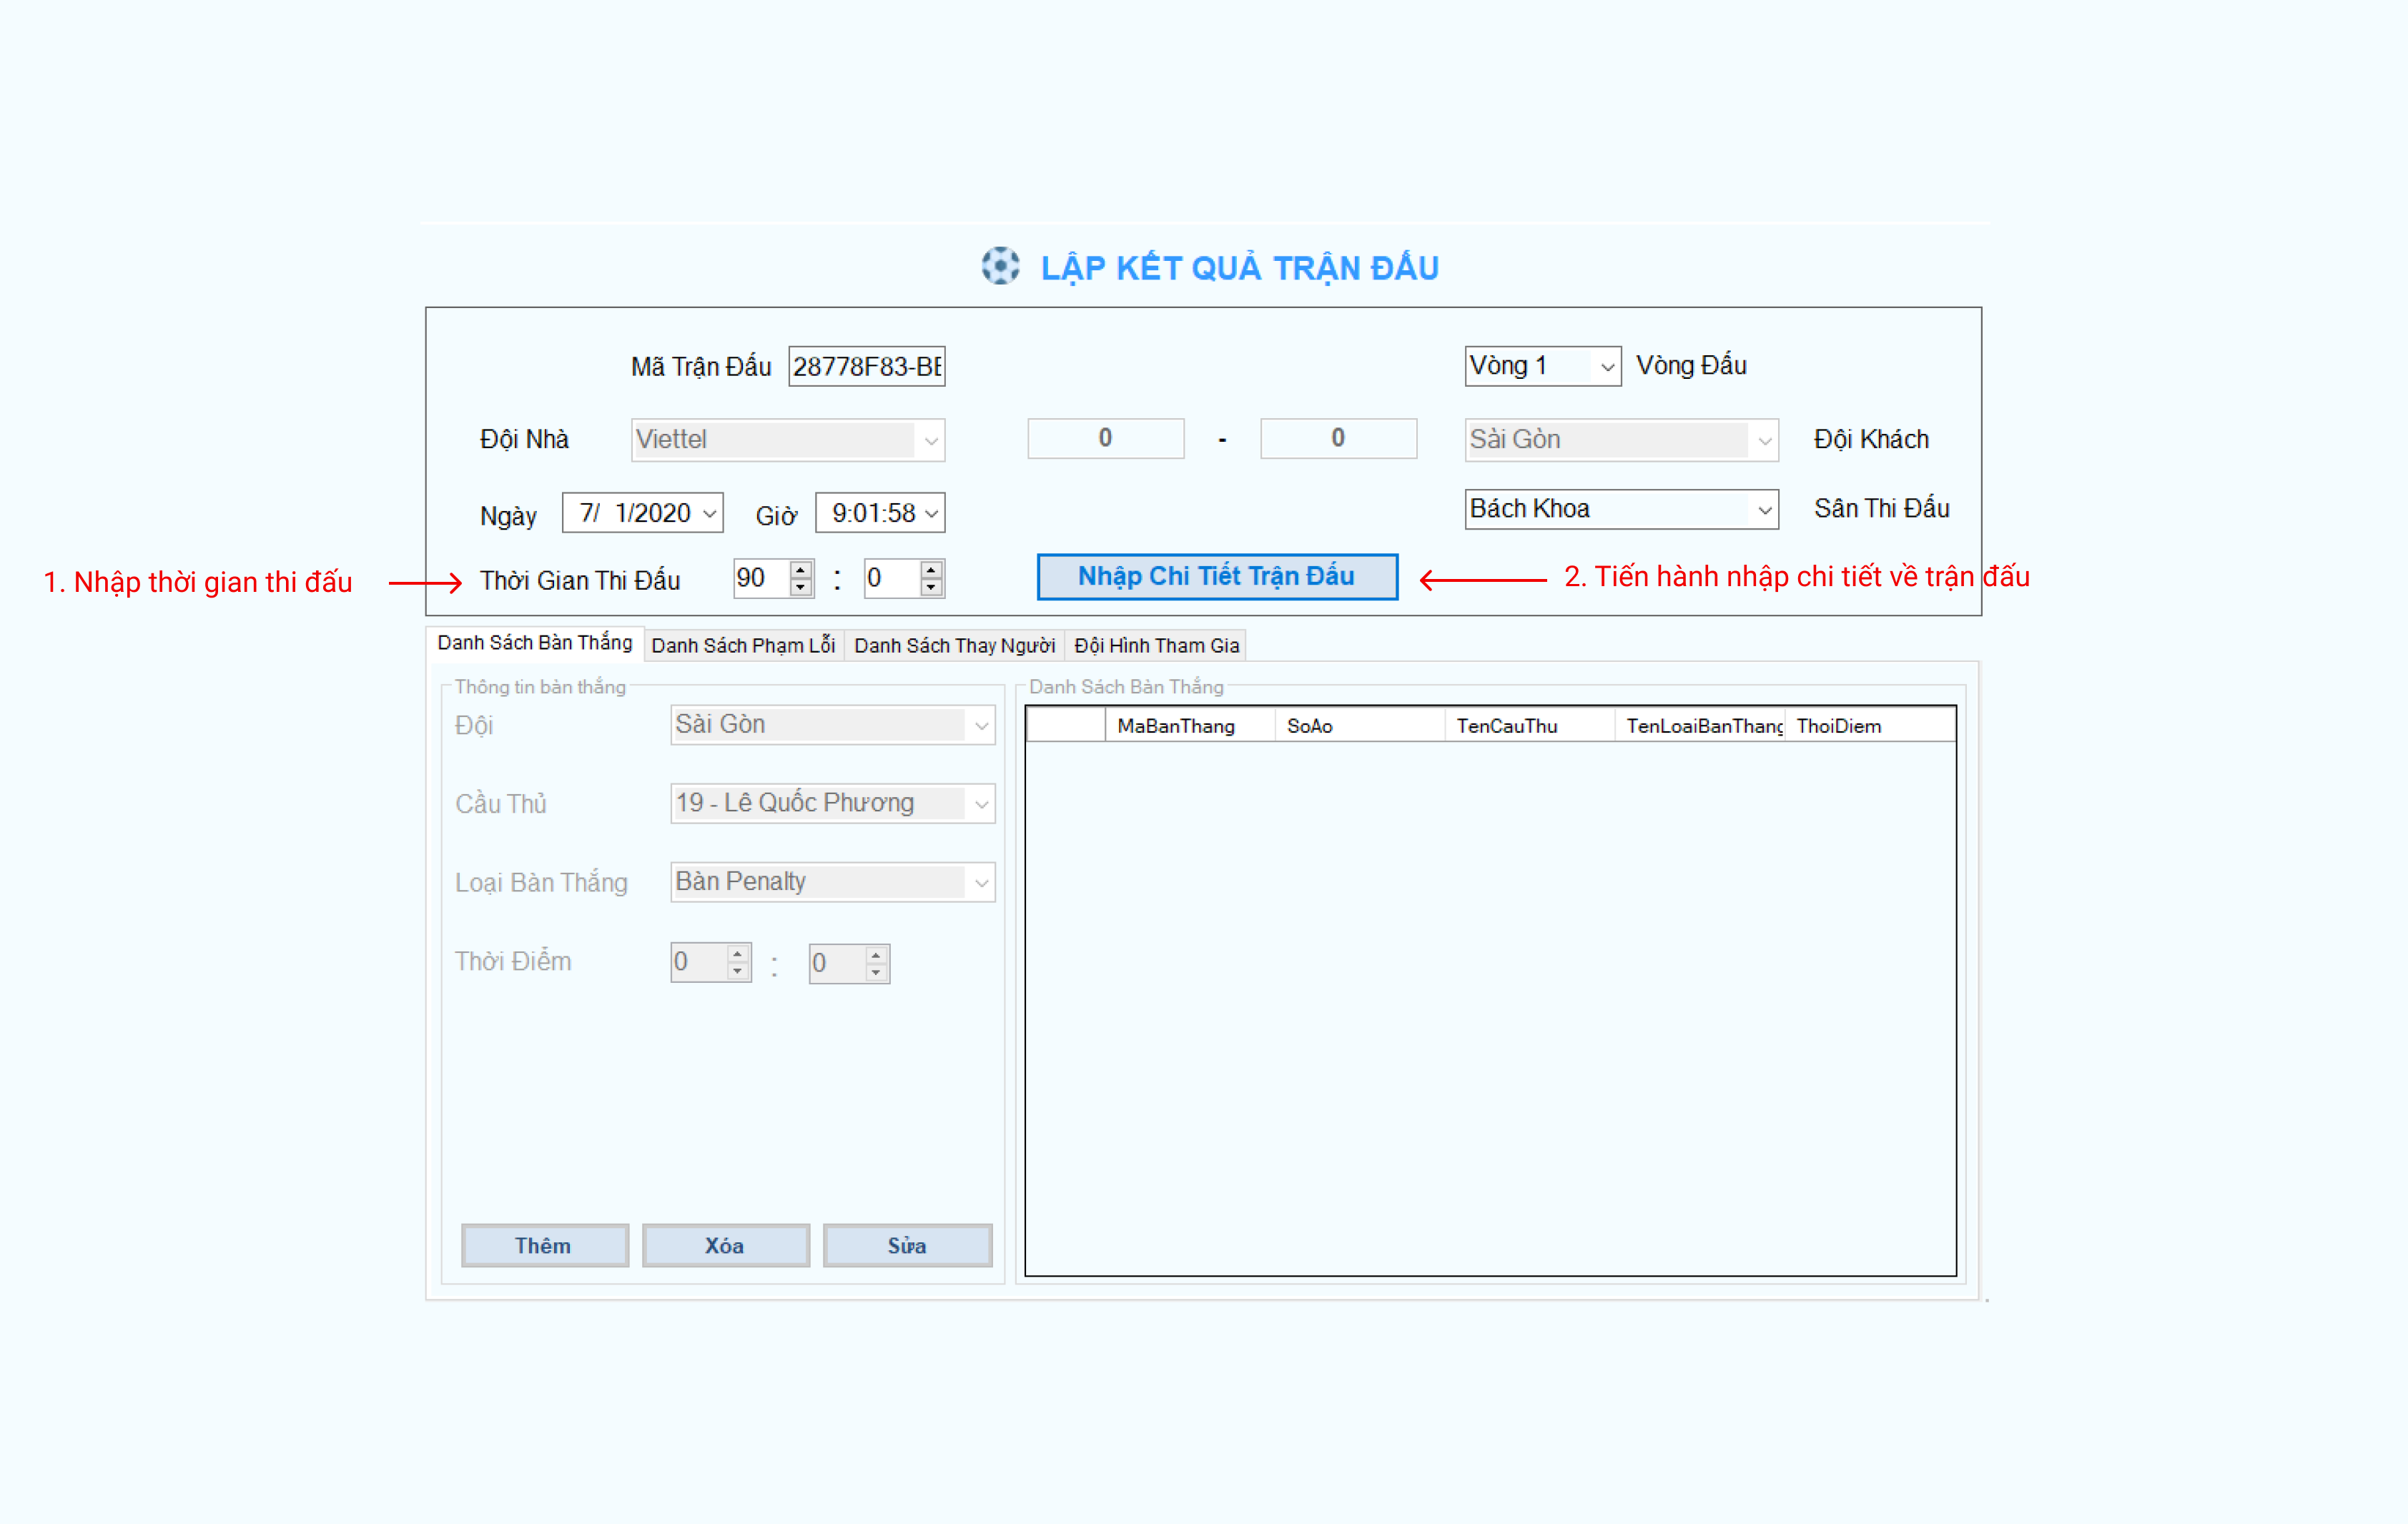 LẬP KẾT QUẢ TRẬN ĐẤU
Mã Trận Đấu 28778F83-BE Vòng 1 Vòng Đấu
Đội Nhà Viettel 0 - 0 Sài Gòn Đội Khách
Ngày 7/ 1/2020 Giờ 9:01:58 Bách Khoa Sân Thi Đấu
1. Nhập thời gian thi đấu Thời Gian Thi Đấu 90 : 0 Nhập Chi Tiết Trận Đấu 2. Tiến hành nhập chi tiết về trận đấu
Danh Sách Bàn Thắng Danh Sách Phạm Lỗi Danh Sách Thay Người Đội Hình Tham Gia
Thông tin bàn thắng
Đội Sài Gòn
Cầu Thủ 19 - Lê Quốc Phương
Loại Bàn Thắng Bàn Penalty
Thời Điểm 0 : 0
Thêm Xóa Sửa
Danh Sách Bàn Thắng
MaBanThang SoAo TenCauThu TenLoaiBanThang ThoiDiem